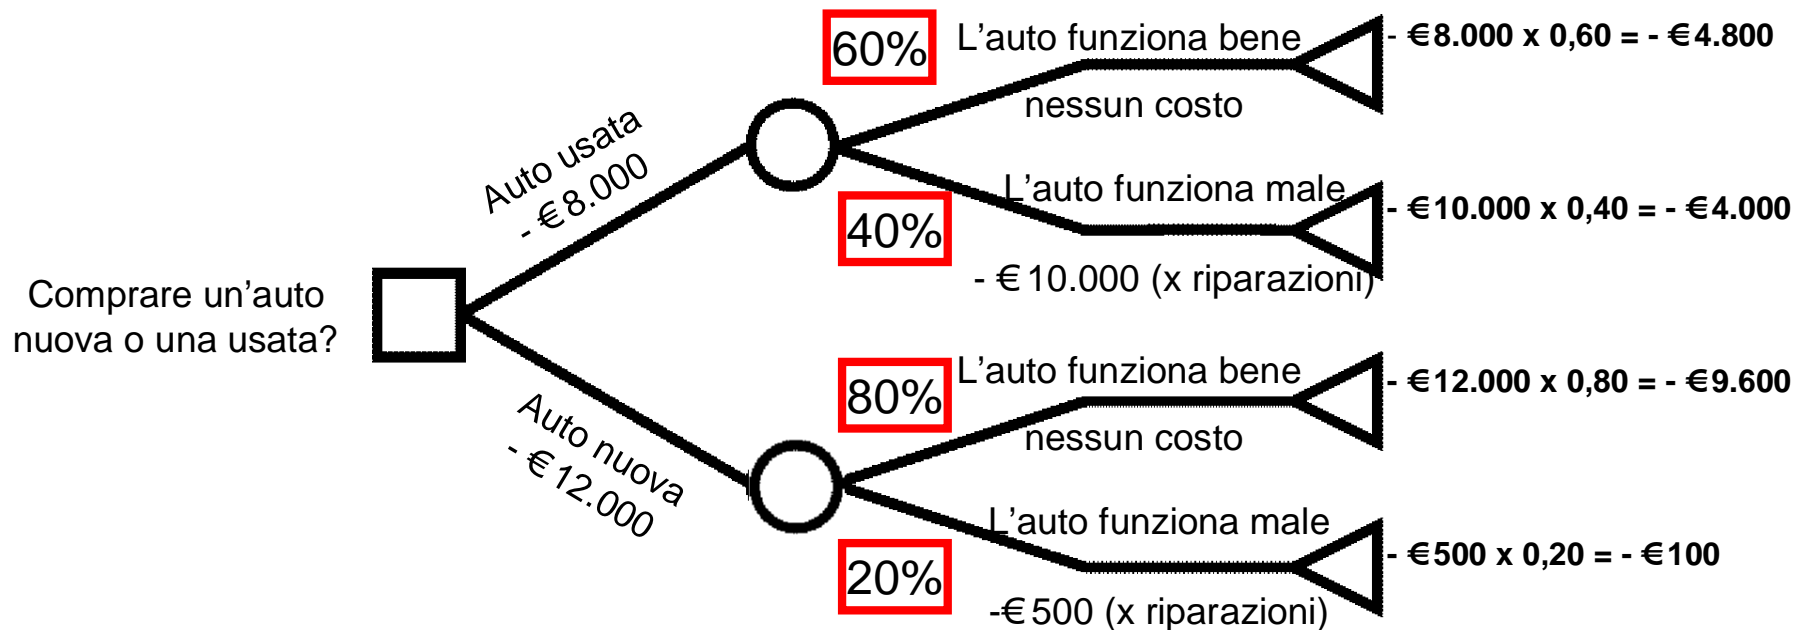 60%
L'auto funziona bene
- €8.000 x 0,60 = - €4.800
nessun costo
Auto usata
- €8.000
L'auto funziona male
40%
- €10.000 x 0,40 = - €4.000
- €10.000 (x riparazioni)
Comprare un'auto
nuova o una usata?
80%
L'auto funziona bene
- €12.000 x 0,80 = - €9.600
nessun costo
Auto nuova
- €12.000
L'auto funziona male
- €500 x 0,20 = - €100
20%
-€500 (x riparazioni)